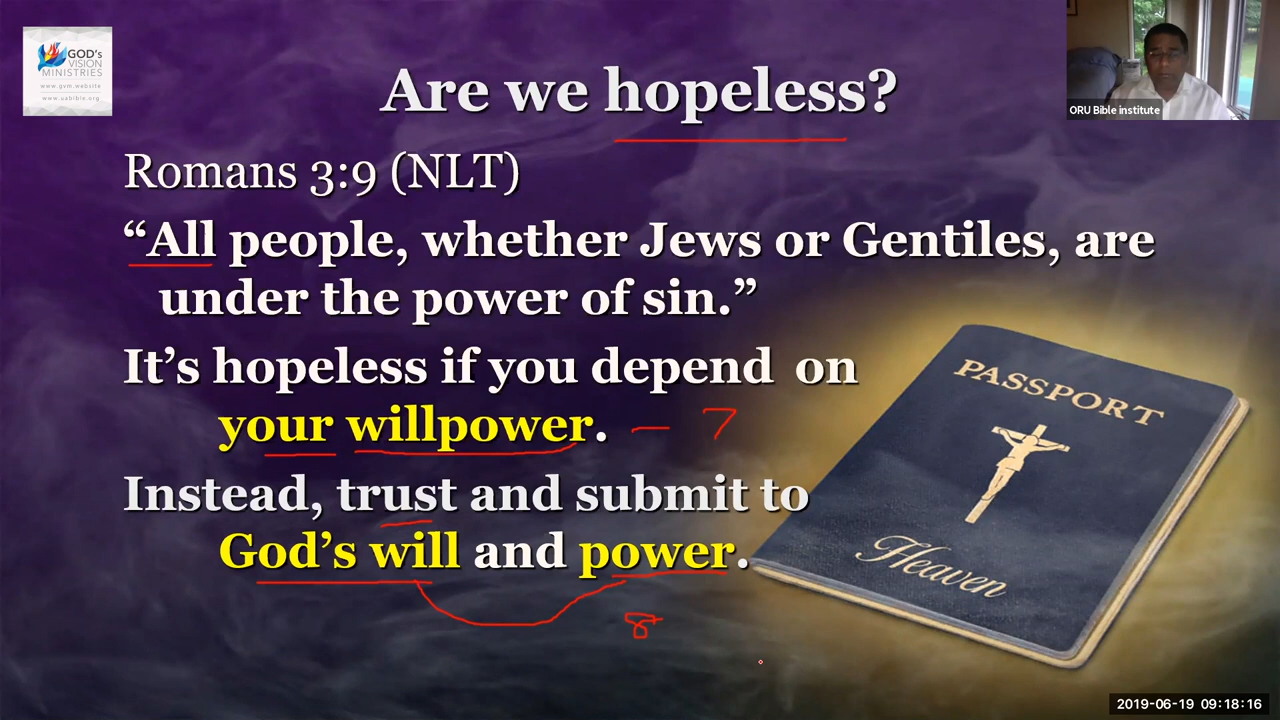 GOD's
VISION
MINISTRIES
www.gvm.website
www.uabible.org
Are we hopeless?
ORU Bible institute
Romans 3:9 (NLT)
“All people, whether Jews or Gentiles, are
under the power of sin.”
It’s hopeless if you depend on
your willpower. — 7
Instead, trust and submit to
God’s will and power.
8
PASSPORT
Heaven
2019-06-19 09:18:16